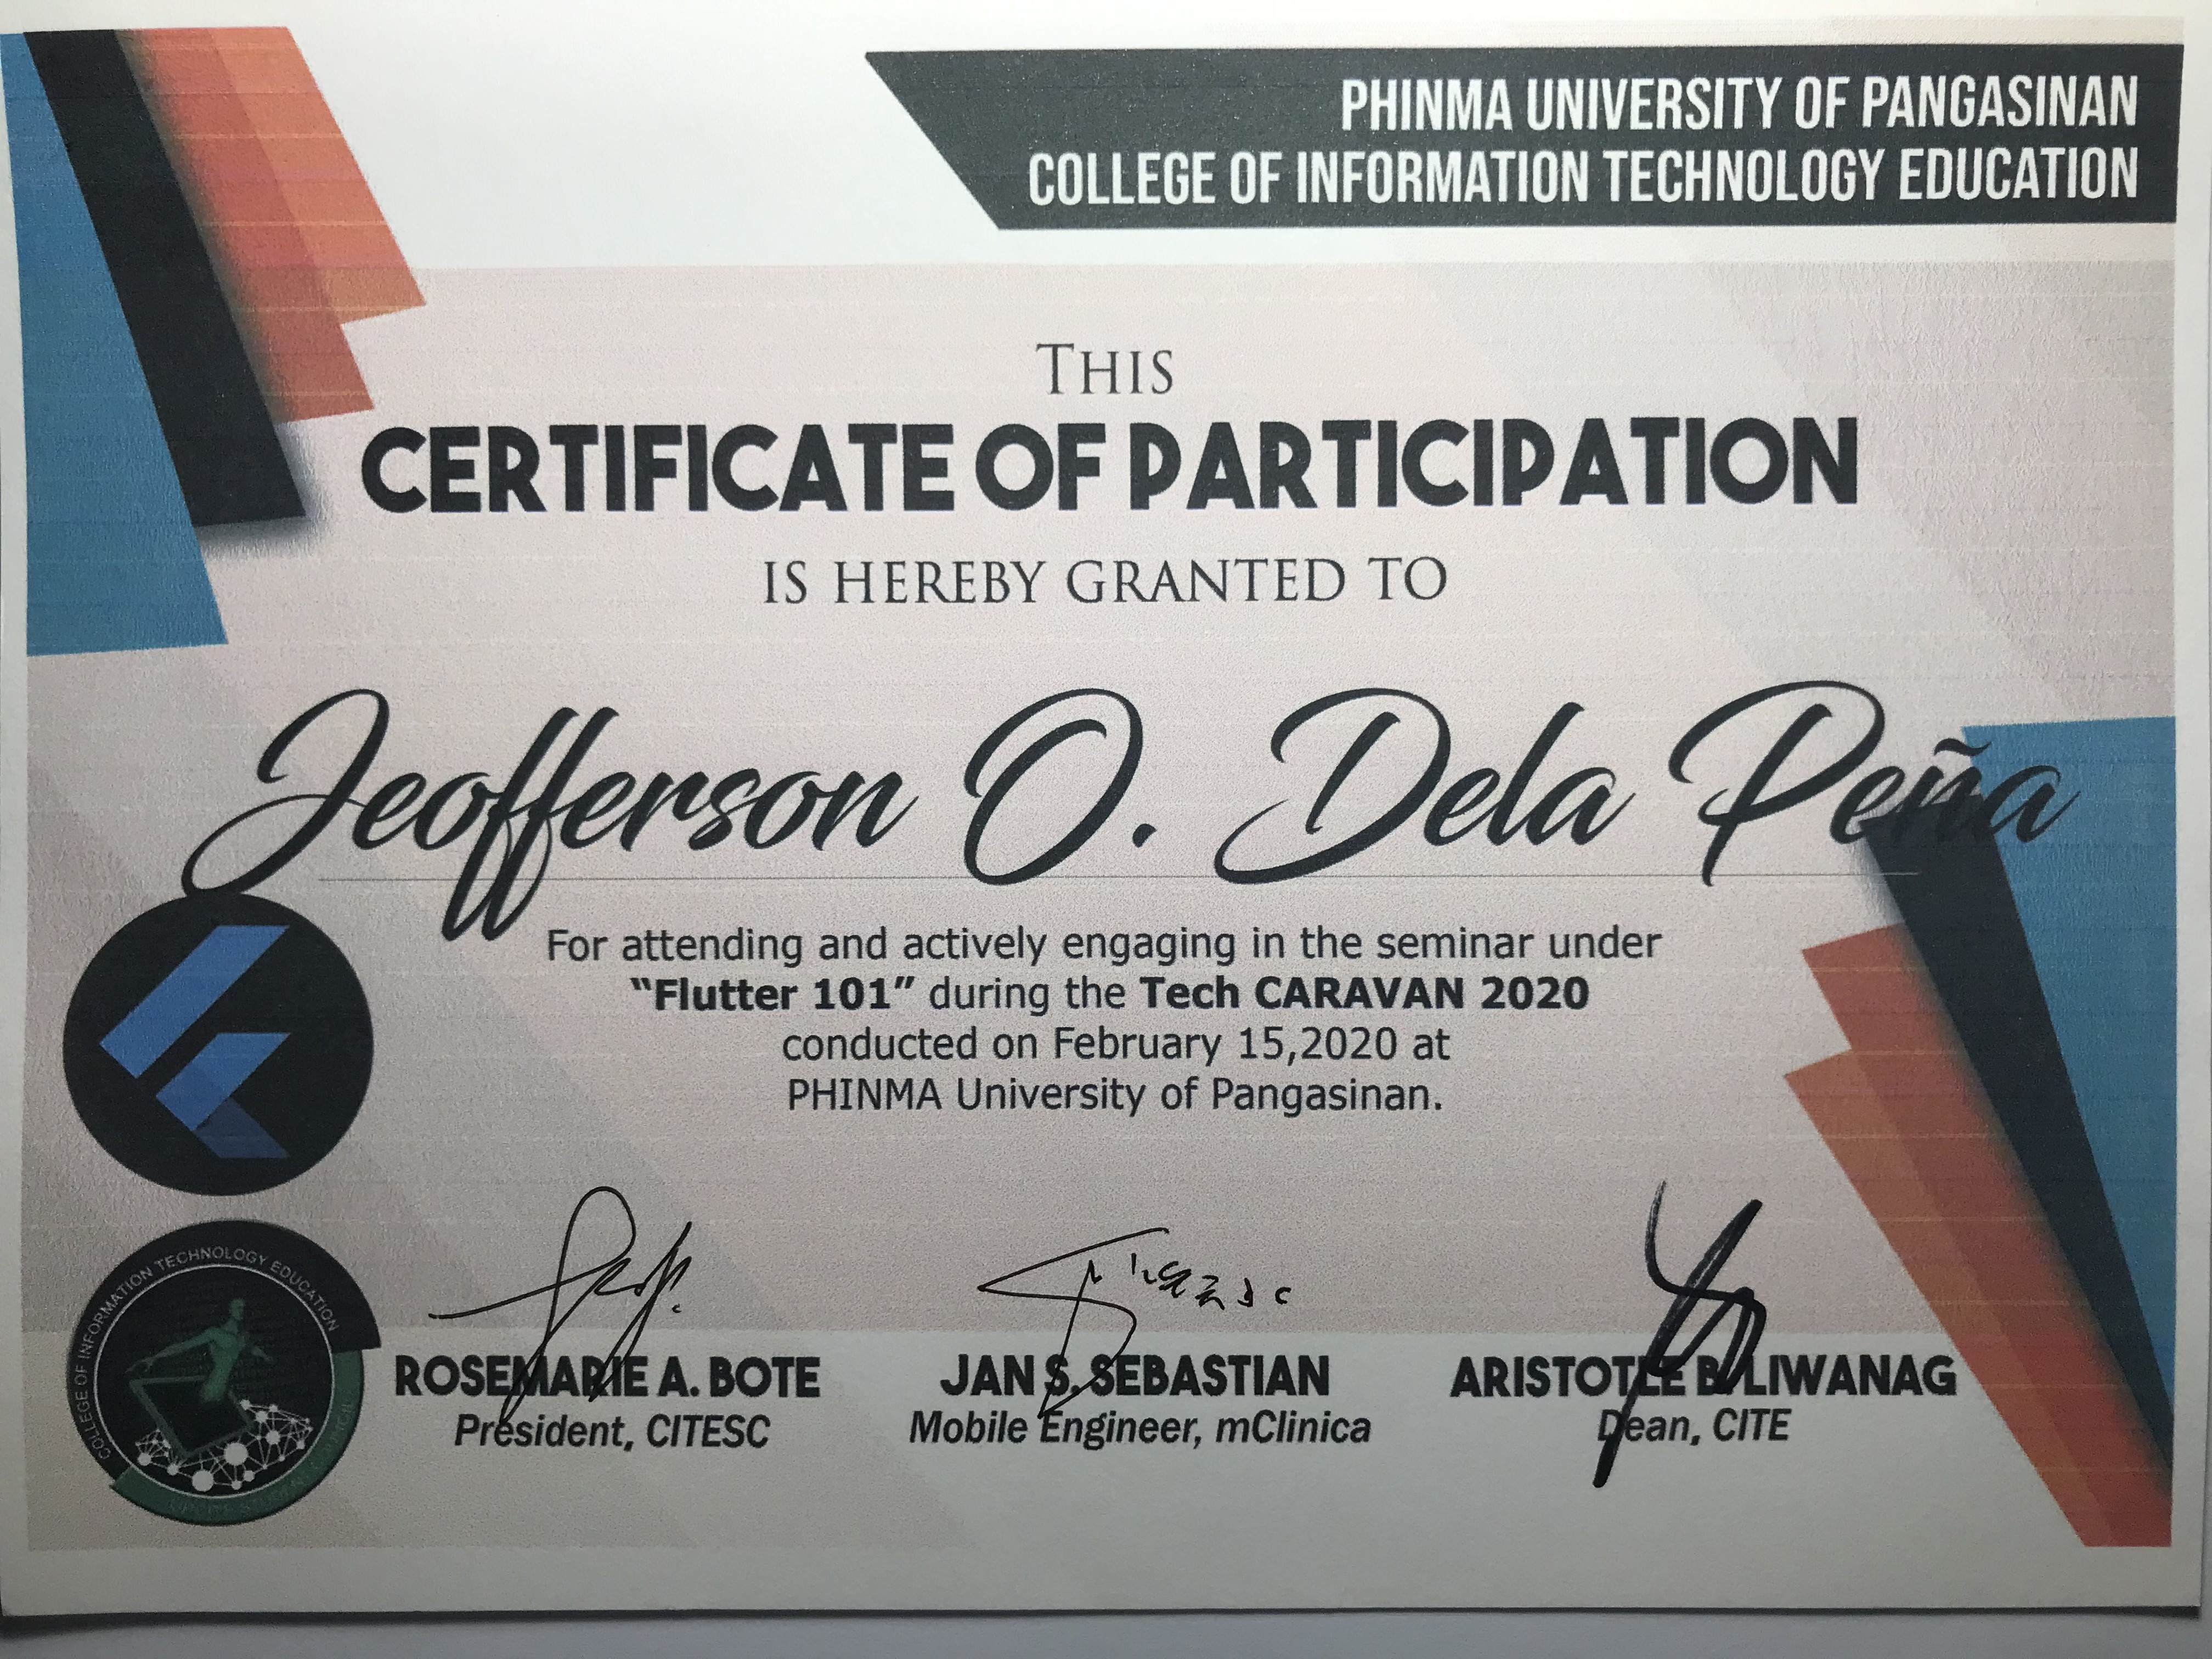 PHINMA UNIVERSITY OF PANGASINAN
COLLEGE OF INFORMATION TECHNOLOGY EDUCATION
THIS
CERTIFICATE OF PARTICIPATION
IS HEREBY GRANTED TO
Jeofferson O. Dela Peña
For attending and actively engaging in the seminar under
"Flutter 101" during the Tech CARAVAN 2020
conducted on February 15,2020 at
PHINMA University of Pangasinan.
COLLEGE OF INFORMATION TECHNOLOGY EDUCATION
STUDENT COUNCIL
ROSEMARIE A. BOTE
President, CITESC
JAN S. SEBASTIAN
Mobile Engineer, mClinica
ARISTOTLE B. LIWANAG
Dean, CITE